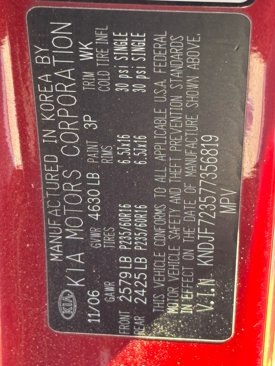 MANUFACTURED IN KOREA BY
KIA KIA MOTORS CORPORATION
11/06 GVWR 4630 LB PAINT 3P TRIM WK
GAWR TIRES RIMS COLD TIRE INFL
FRONT 2579 LB P235/60R16 6.5Jx16 30 psi SINGLE
REAR 2425 LB P235/60R16 6.5Jx16 30 psi SINGLE
THIS VEHICLE CONFORMS TO ALL APPLICABLE U.S.A. FEDERAL
MOTOR VEHICLE SAFETY AND THEFT PREVENTION STANDARDS
IN EFFECT ON THE DATE OF MANUFACTURE SHOWN ABOVE.
V.I.N KNDJF723577356819
MPV